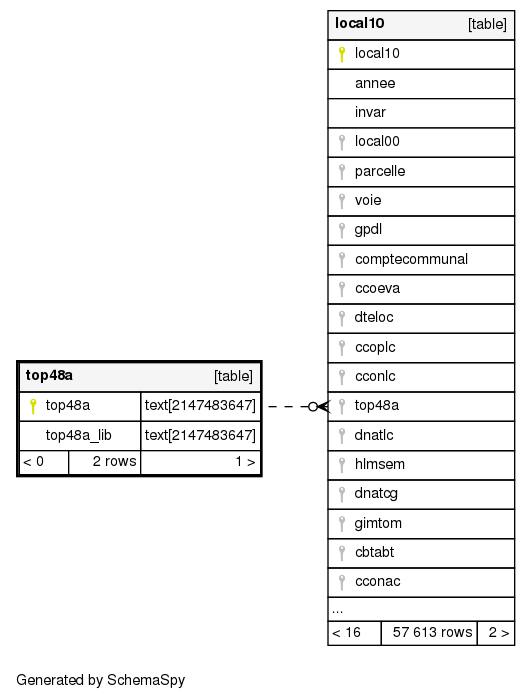 local10 [table]
local10
annee
invar
local00
parcelle
voie
gpdl
comptecommunal
ccoeva
dteloc
ccoplc
cconlc
top48a
dnatlc
hlmsem
dnatcg
gimtom
cbtabt
cconac
...
< 16 57 613 rows 2 >
top48a [table]
top48a text[2147483647]
top48a_lib text[2147483647]
< 0 2 rows 1 >
Generated by SchemaSpy